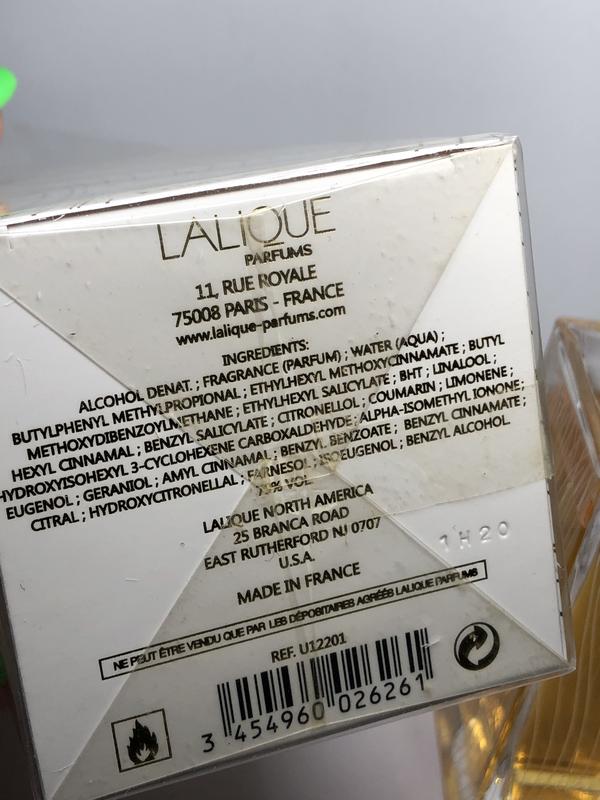 LALIQUE
PARFUMS
11, RUE ROYALE
75008 PARIS - FRANCE
www.lalique-parfums.com
INGREDIENTS:
ALCOHOL DENAT. ; FRAGRANCE (PARFUM) ; WATER (AQUA) ;
BUTYLPHENYL METHYLPROPIONAL ; ETHYLHEXYL METHOXYCINNAMATE ; BUTYL
METHOXYDIBENZOYLMETHANE ; ETHYLHEXYL SALICYLATE ; BHT ; LINALOOL ;
HEXYL CINNAMAL ; BENZYL SALICYLATE ; CITRONELLOL ; COUMARIN ; LIMONENE ;
HYDROXYISOHEXYL 3-CYCLOHEXENE CARBOXALDEHYDE ; ALPHA-ISOMETHYL IONONE ;
EUGENOL ; GERANIOL ; AMYL CINNAMAL ; BENZYL BENZOATE ; BENZYL CINNAMATE ;
CITRAL ; HYDROXYCITRONELLAL ; FARNESOL ; ISOEUGENOL ; BENZYL ALCOHOL
% VOL
LALIQUE NORTH AMERICA
25 BRANCA ROAD
EAST RUTHERFORD NJ 0707
U.S.A.
1H20
MADE IN FRANCE
NE PEUT ÊTRE VENDU QUE PAR LES DÉPOSITAIRES AGRÉÉS LALIQUE PARFUMS
REF. U12201
3 454960 026261